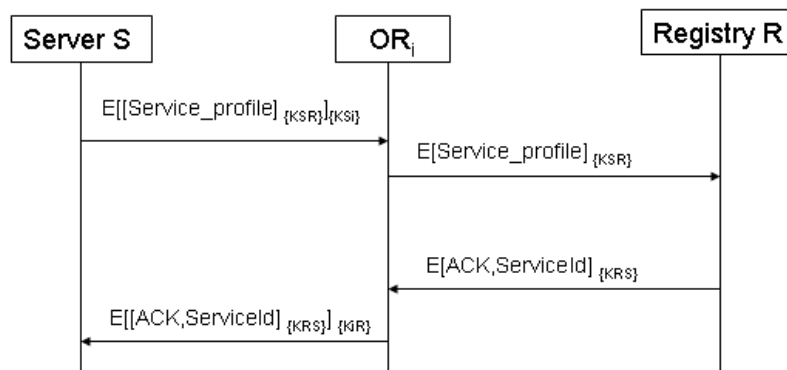 Server S
ORi
Registry R
E[[Service_profile] {KSR}]{KSi}
E[Service_profile] {KSR}
E[ACK,ServiceId] {KRS}
E[[ACK,ServiceId] {KRS}] {KiR}